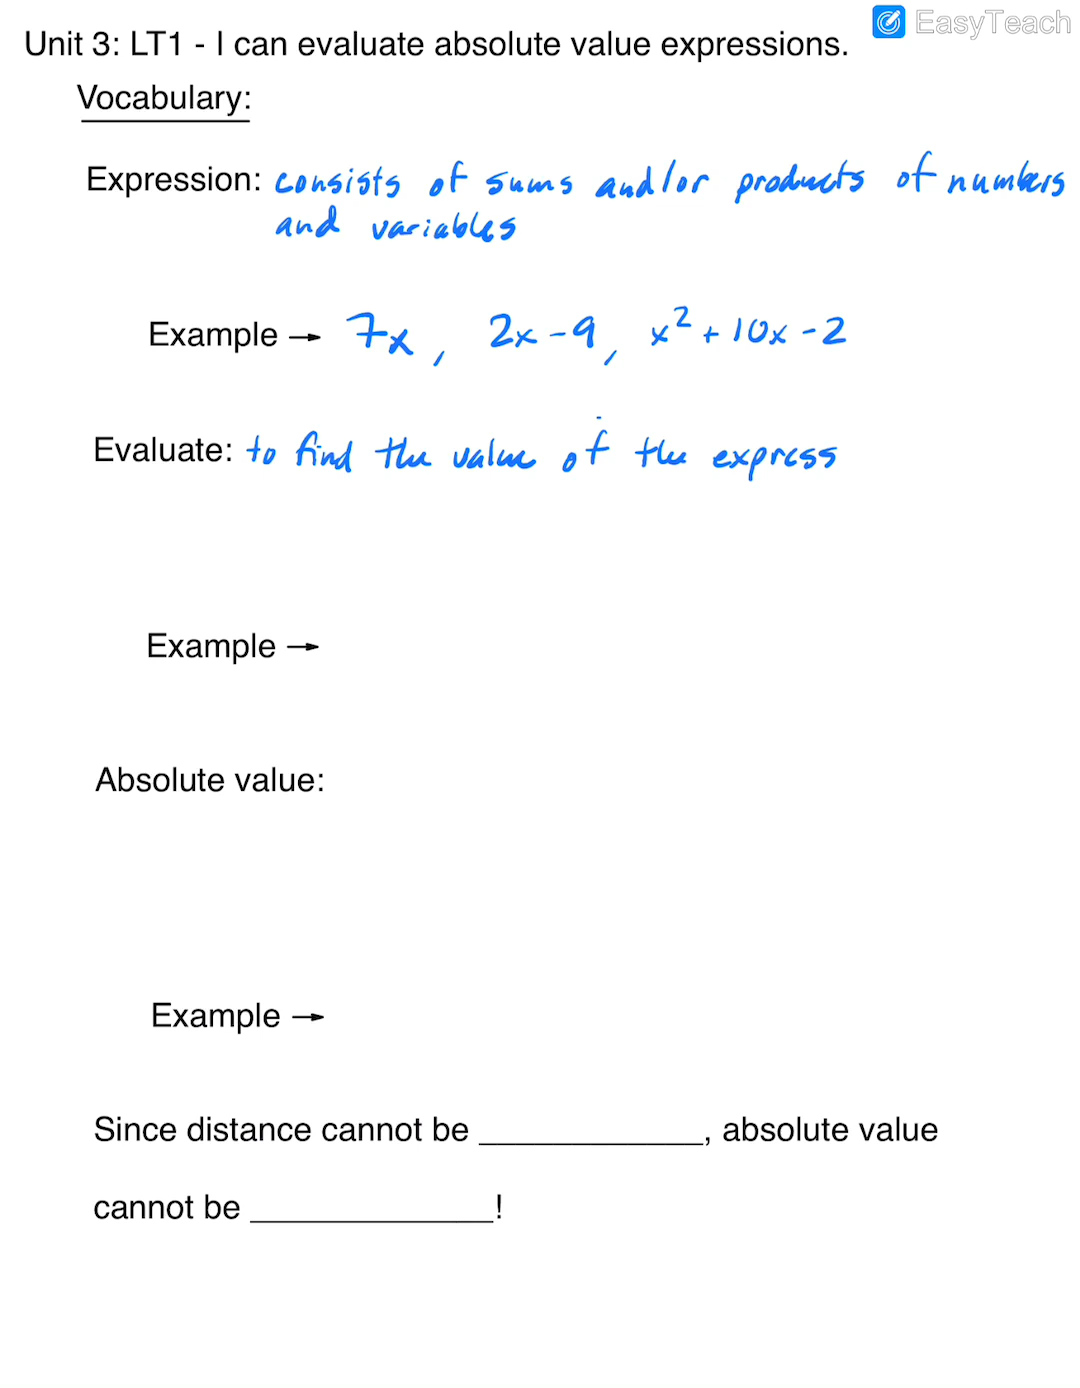 EasyTeach
Unit 3: LT1 - I can evaluate absolute value expressions.
Vocabulary:
Expression: consists of sums and/or products of numbers
and variables
Example → 7x, 2x - 9, x² + 10x - 2
Evaluate: to find the value of the express
Example →
Absolute value:
Example →
Since distance cannot be ____________, absolute value
cannot be _____________!